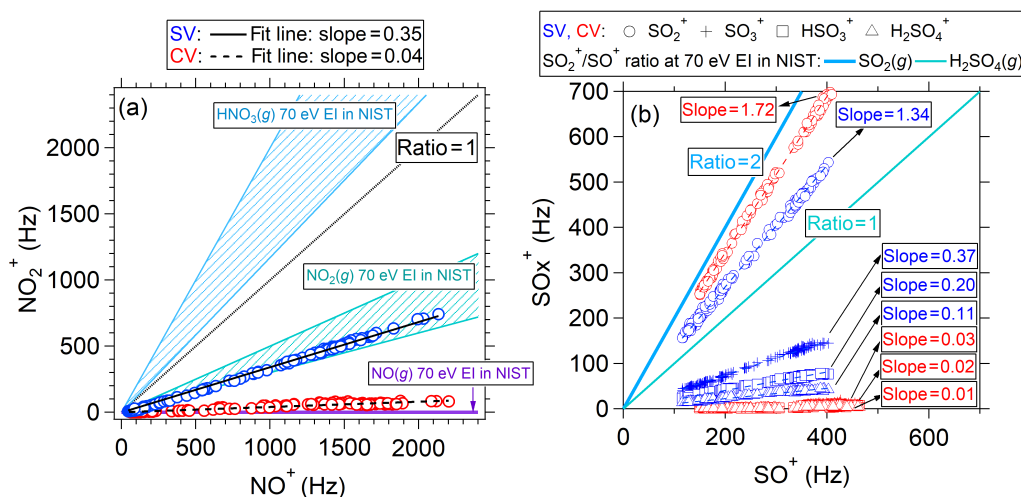 SV: Fit line: slope=0.35
CV: Fit line: slope=0.04
(a)
HNO3(g) 70 eV EI in NIST
Ratio=1
NO2(g) 70 eV EI in NIST
NO(g) 70 eV EI in NIST
NO2+ (Hz)
2000
1500
1000
500
0
0 500 1000 1500 2000
NO+ (Hz)
SV, CV: SO2+ SO3+ HSO3+ H2SO4+
SO2+/SO+ ratio at 70 eV EI in NIST: SO2(g) H2SO4(g)
(b)
Slope=1.72
Slope=1.34
Ratio=2
Ratio=1
Slope=0.37
Slope=0.20
Slope=0.11
Slope=0.03
Slope=0.02
Slope=0.01
SOx+ (Hz)
700
600
500
400
300
200
100
0
0 200 400 600
SO+ (Hz)